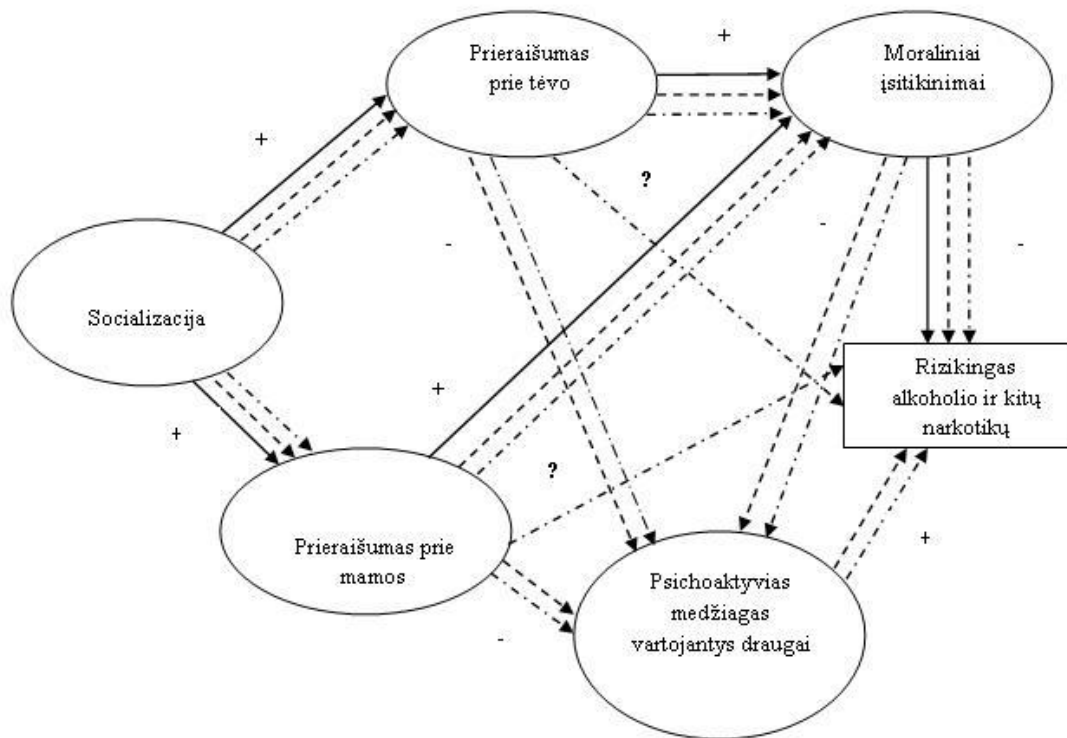 Prieraišumas
prie tėvo
+
Moraliniai
įsitikinimai
+
?
-
-
-
Socializacija
Rizikingas
alkoholio ir kitų
narkotikų
+
+
?
Prieraišumas prie
mamos
+
Psichoaktyvias
medžiagas
vartojantys draugai
-